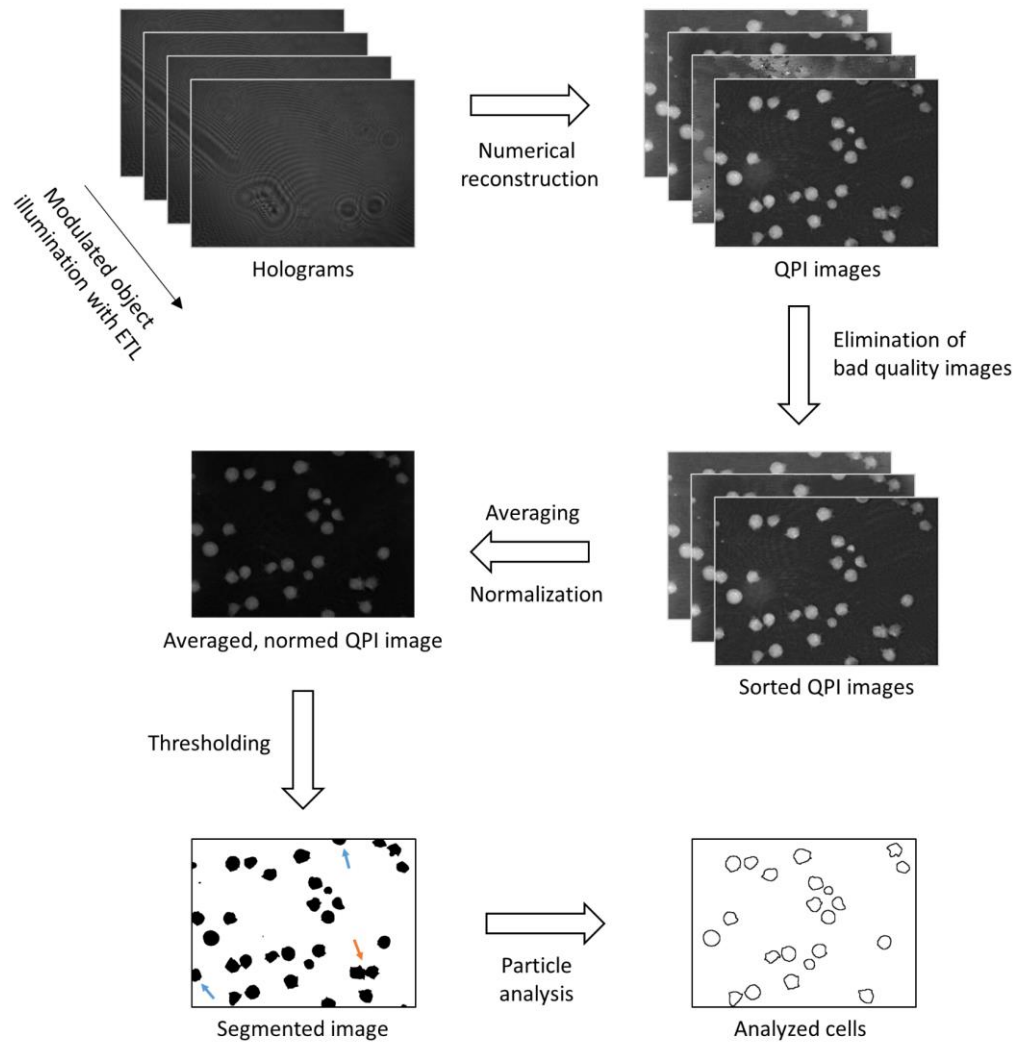 Numerical
reconstruction
Modulated object
illumination with ETL
Holograms
QPI images
Elimination of
bad quality images
Averaging
Normalization
Averaged, normed QPI image
Sorted QPI images
Thresholding
Particle
analysis
Segmented image
Analyzed cells